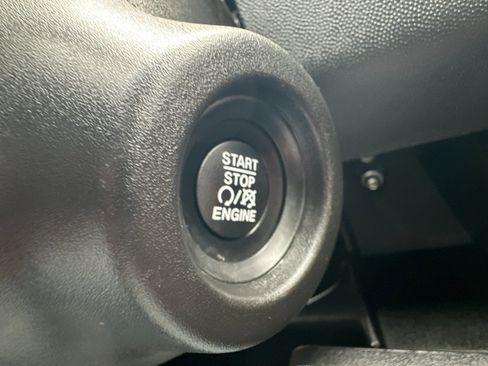 START
STOP
/
ENGINE